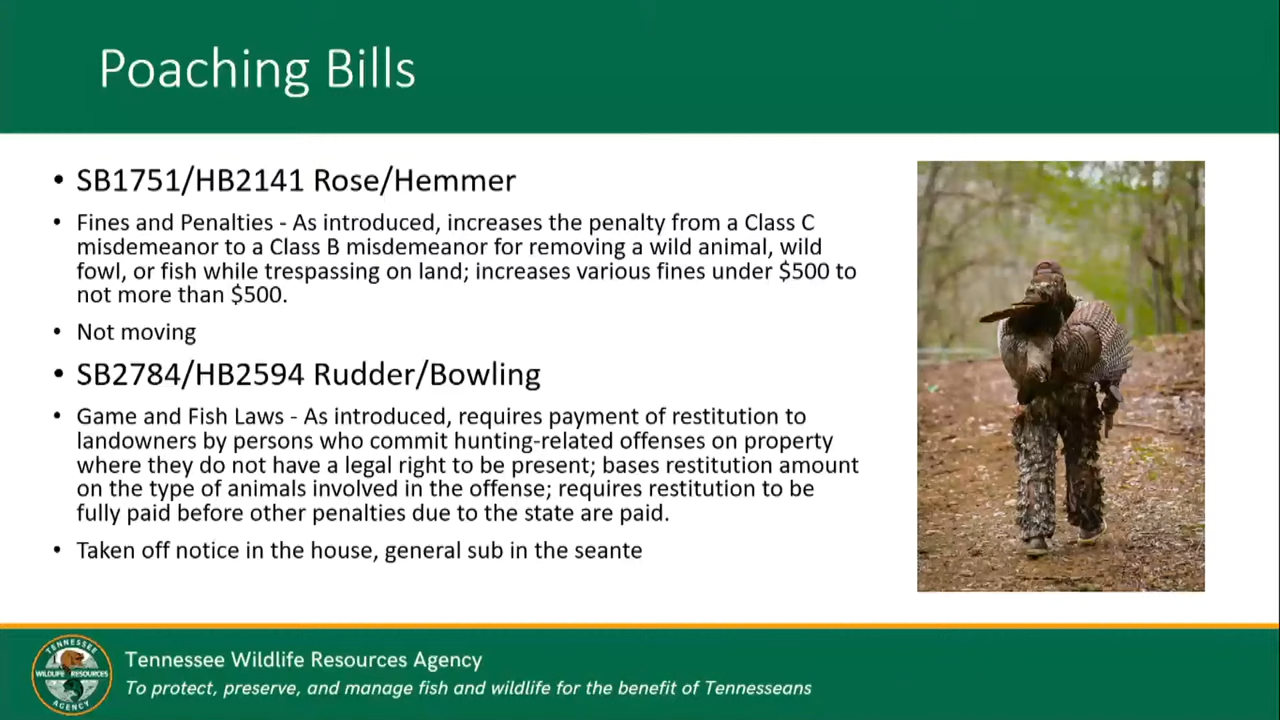 Poaching Bills
• SB1751/HB2141 Rose/Hemmer
• Fines and Penalties - As introduced, increases the penalty from a Class C
misdemeanor to a Class B misdemeanor for removing a wild animal, wild
fowl, or fish while trespassing on land; increases various fines under $500 to
not more than $500.
• Not moving
• SB2784/HB2594 Rudder/Bowling
• Game and Fish Laws - As introduced, requires payment of restitution to
landowners by persons who commit hunting-related offenses on property
where they do not have a legal right to be present; bases restitution amount
on the type of animals involved in the offense; requires restitution to be
fully paid before other penalties due to the state are paid.
• Taken off notice in the house, general sub in the seante
TENNESSEE
WILDLIFE RESOURCES
AGENCY
Tennessee Wildlife Resources Agency
To protect, preserve, and manage fish and wildlife for the benefit of Tennesseans